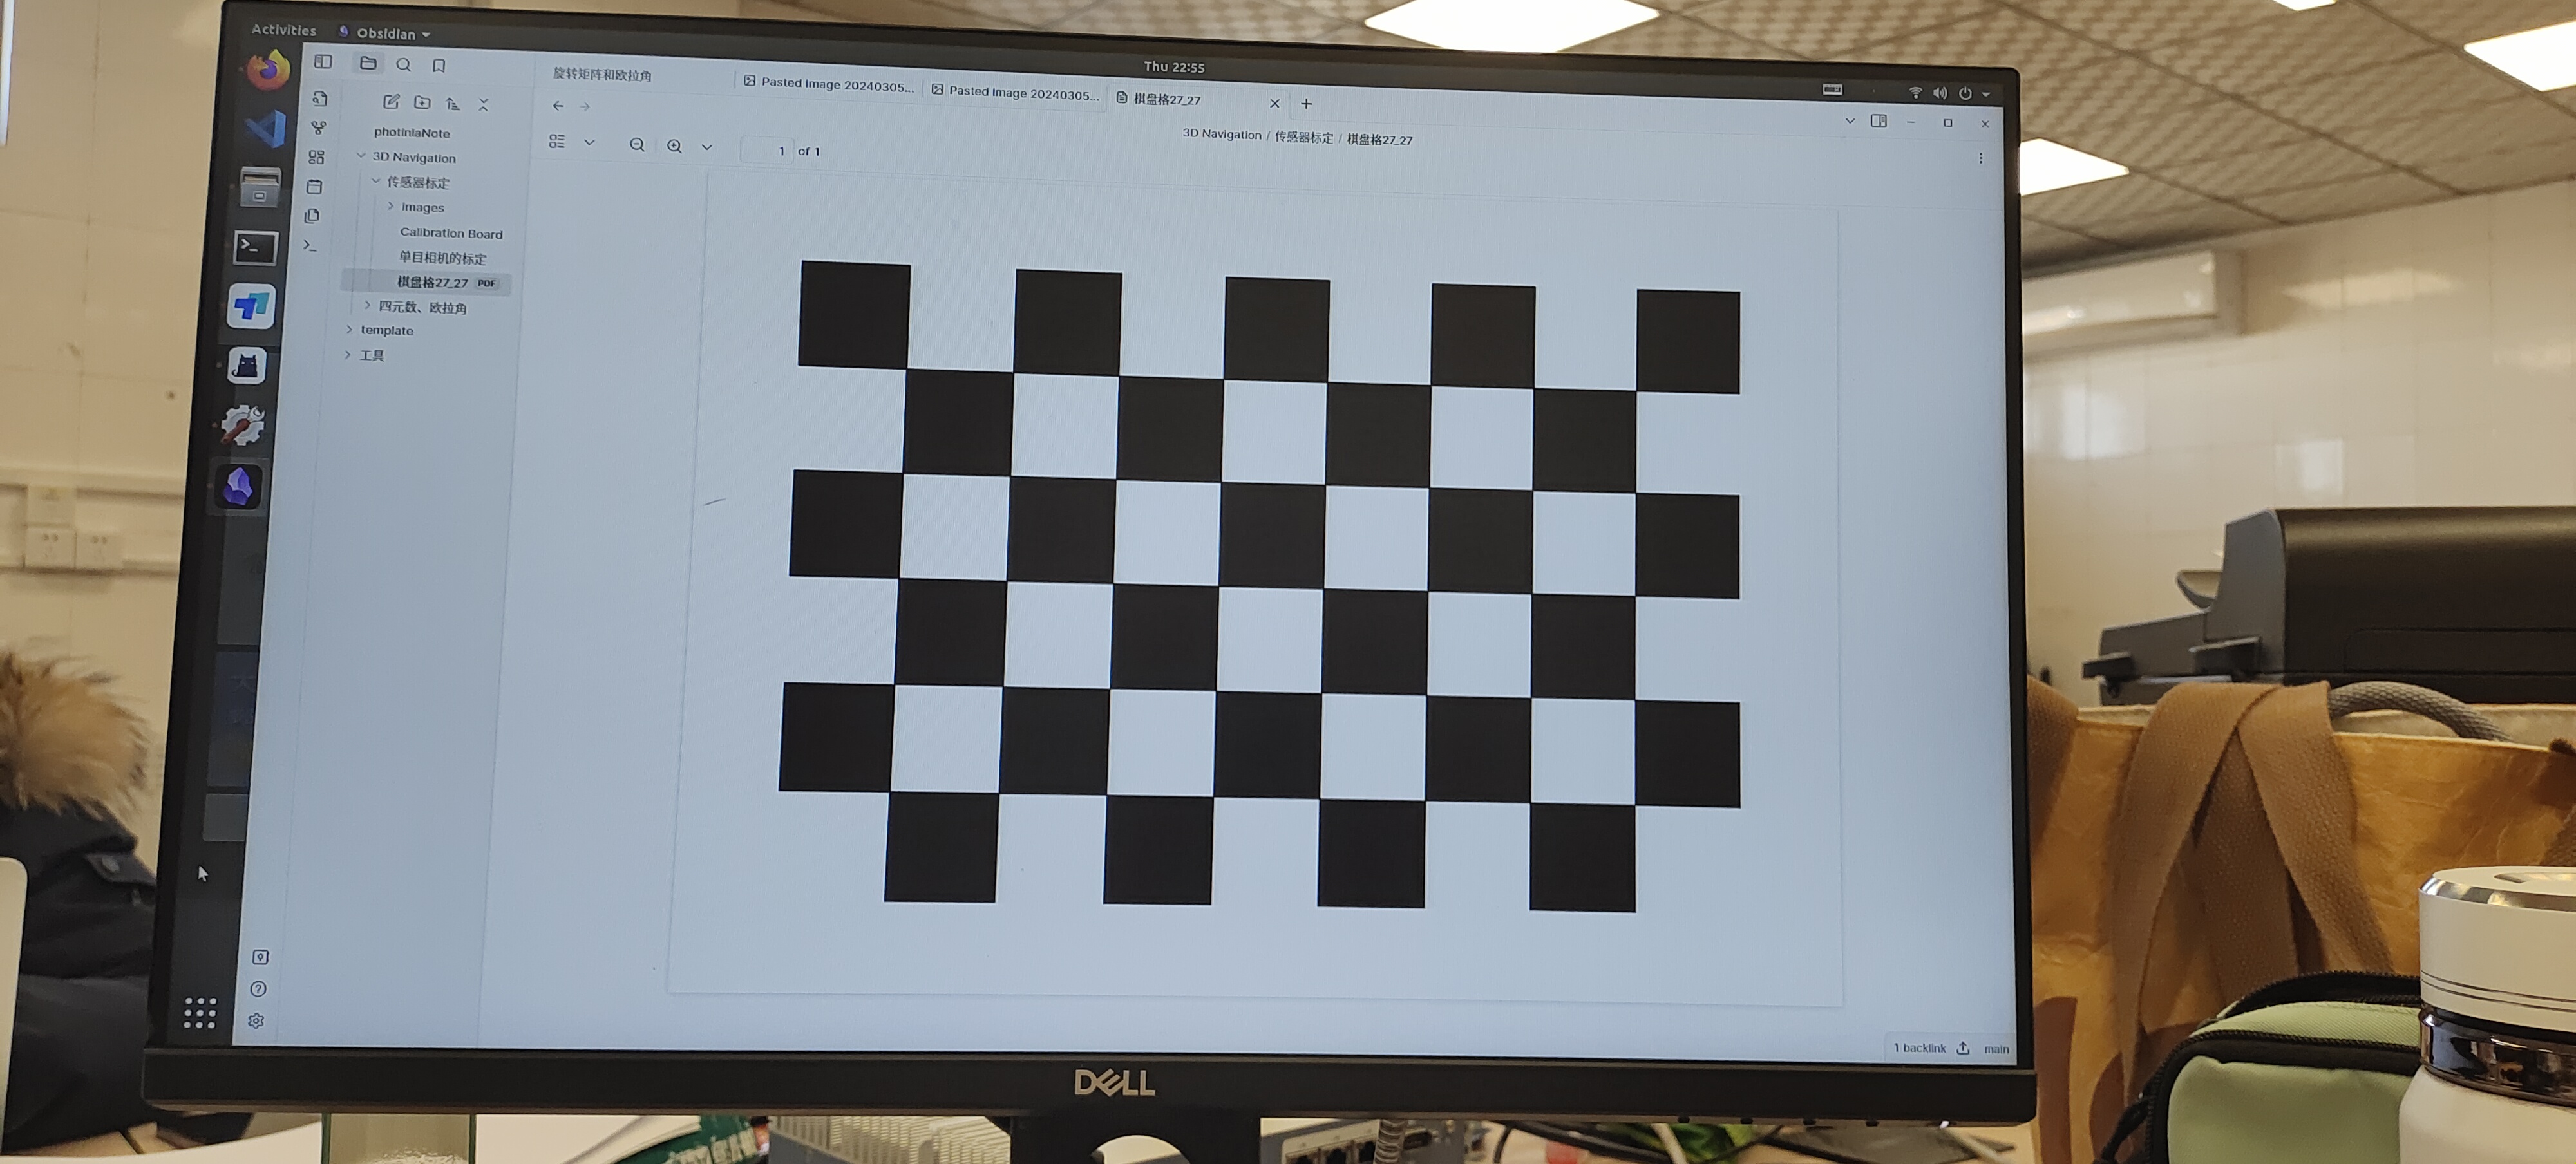 Activities
Obsidian
Thu 22:55
旋转矩阵和欧拉角
Pasted Image 20240305...
Pasted Image 20240305...
棋盘格27_27
3D Navigation / 传感器标定 / 棋盘格27_27
1 of 1
photiniaNote
3D Navigation
传感器标定
images
Calibration Board
单目相机的标定
棋盘格27_27 PDF
四元数、欧拉角
template
工具
1 backlink
main
DELL